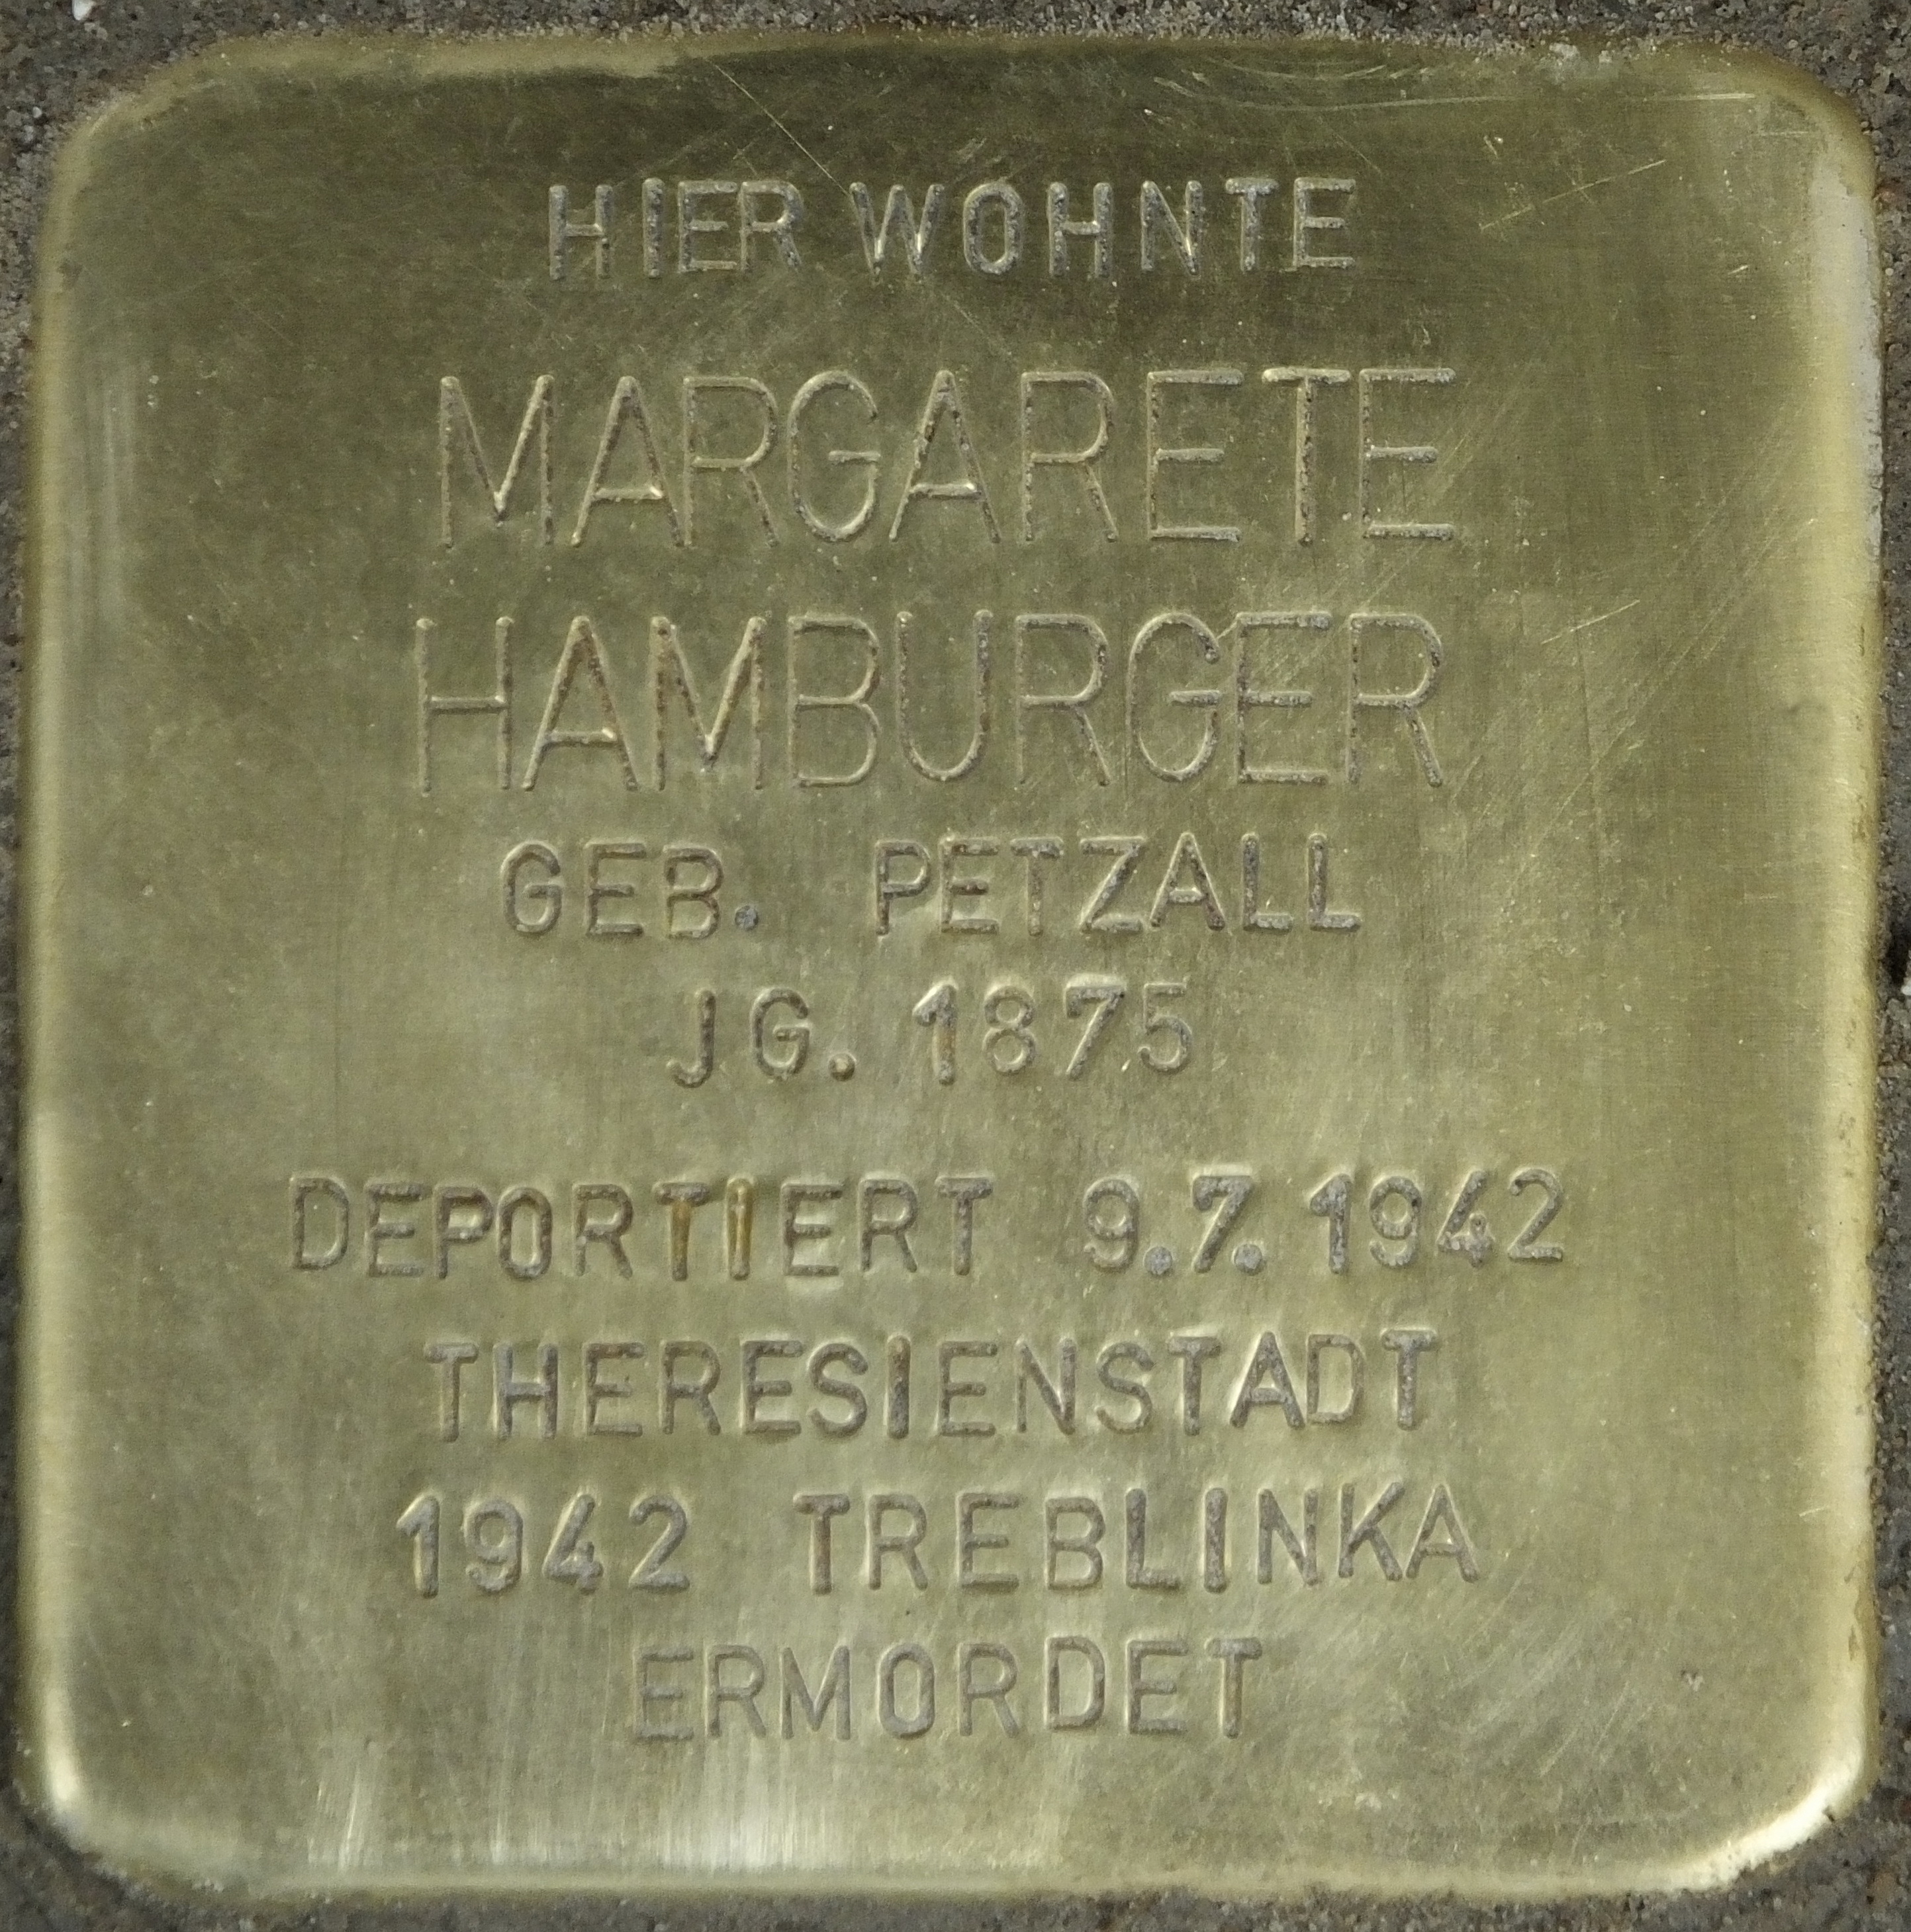 HIER WOHNTE
MARGARETE
HAMBURGER
GEB. PETZALL
JG. 1875
DEPORTIERT 9.7.1942
THERESIENSTADT
1942 TREBLINKA
ERMORDET